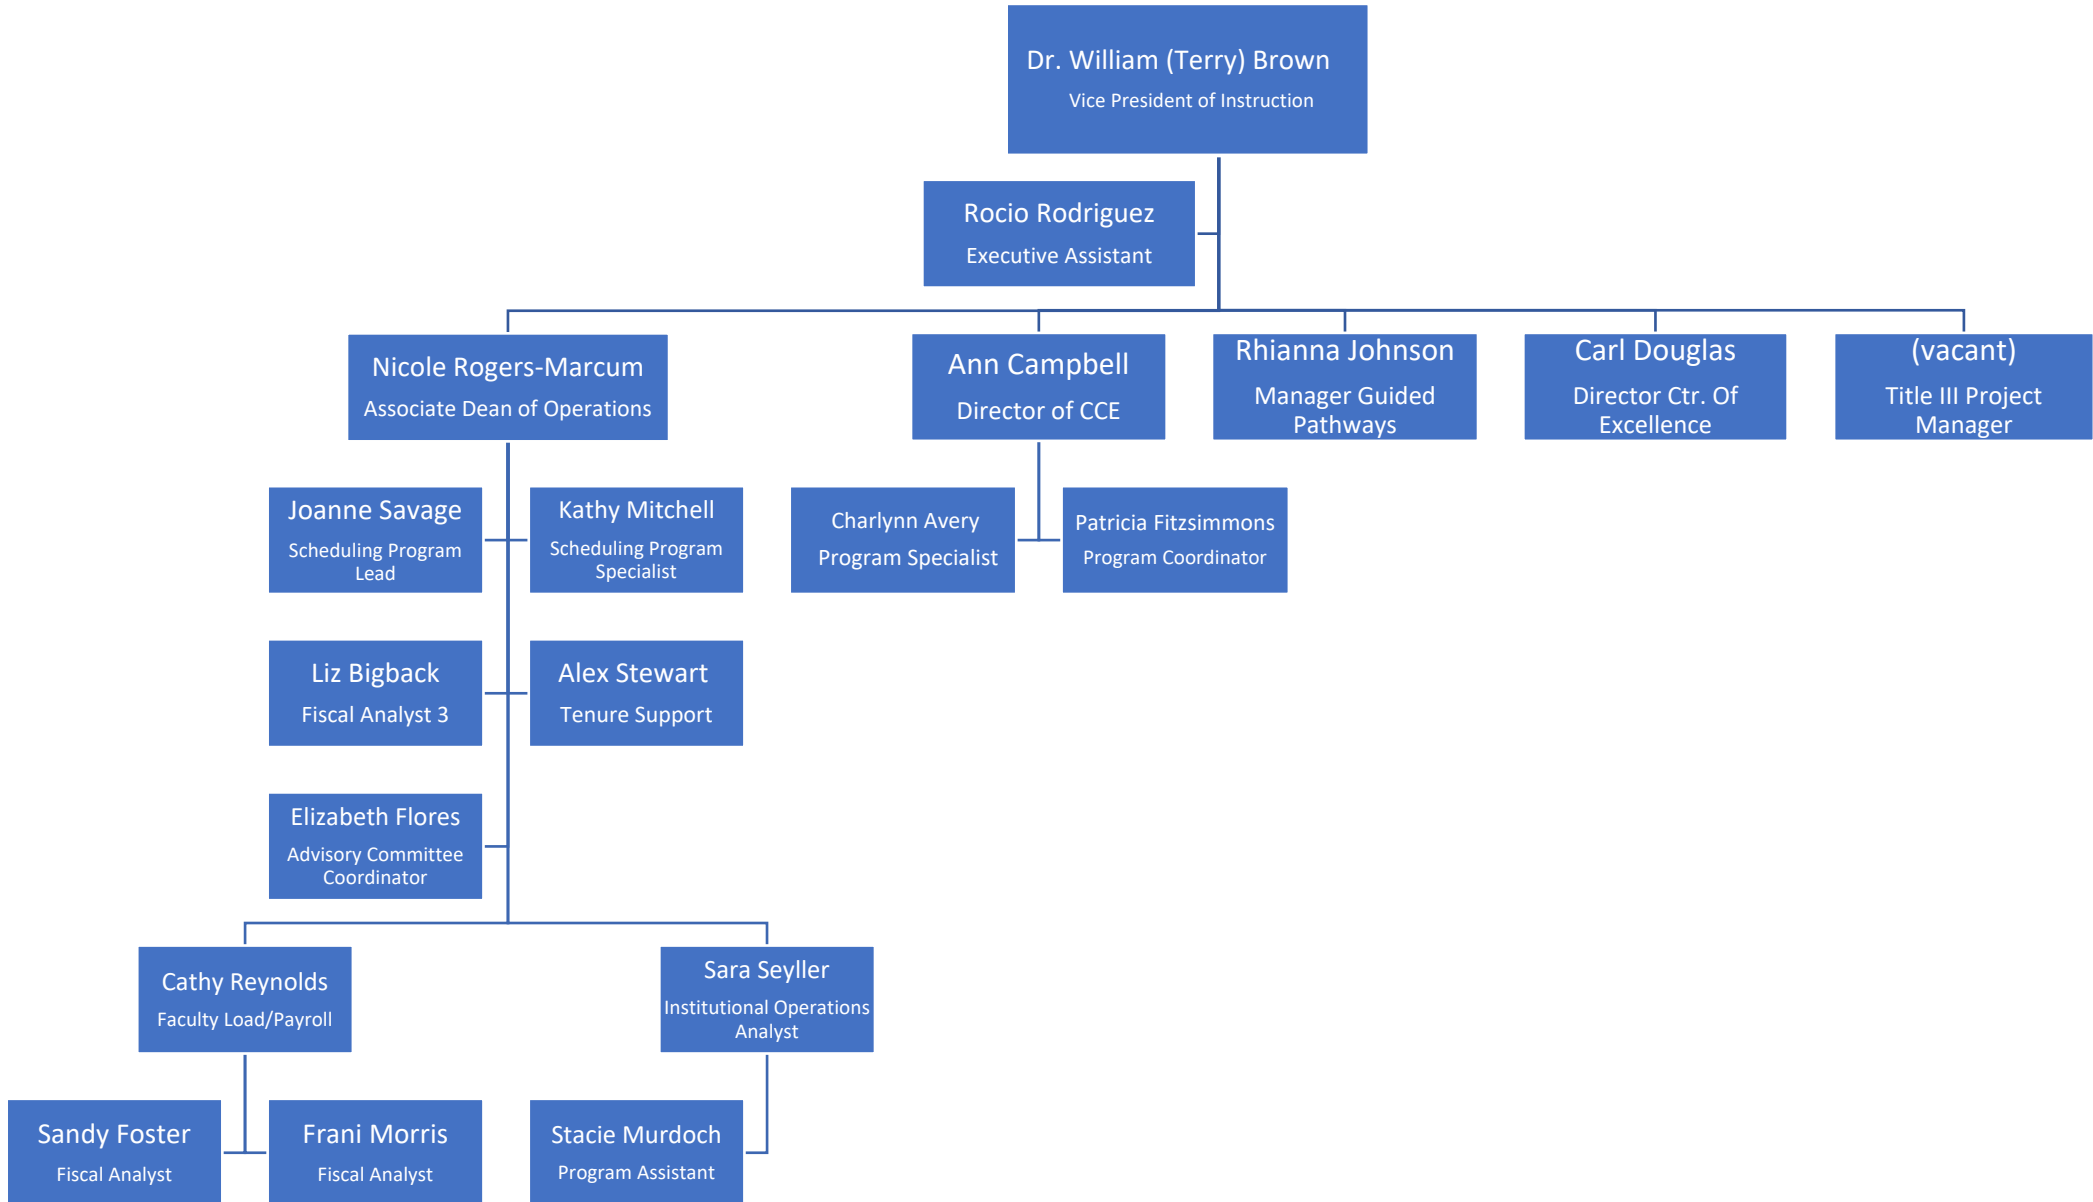 Dr. William (Terry) Brown
Vice President of Instruction
Rocio Rodriguez
Executive Assistant
Nicole Rogers-Marcum
Associate Dean of Operations
Ann Campbell
Director of CCE
Rhianna Johnson
Manager Guided
Pathways
Carl Douglas
Director Ctr. Of
Excellence
(vacant)
Title III Project
Manager
Joanne Savage
Scheduling Program
Lead
Kathy Mitchell
Scheduling Program
Specialist
Charlynn Avery
Program Specialist
Patricia Fitzsimmons
Program Coordinator
Liz Bigback
Fiscal Analyst 3
Alex Stewart
Tenure Support
Elizabeth Flores
Advisory Committee
Coordinator
Cathy Reynolds
Faculty Load/Payroll
Sara Seyller
Institutional Operations
Analyst
Sandy Foster
Fiscal Analyst
Frani Morris
Fiscal Analyst
Stacie Murdoch
Program Assistant